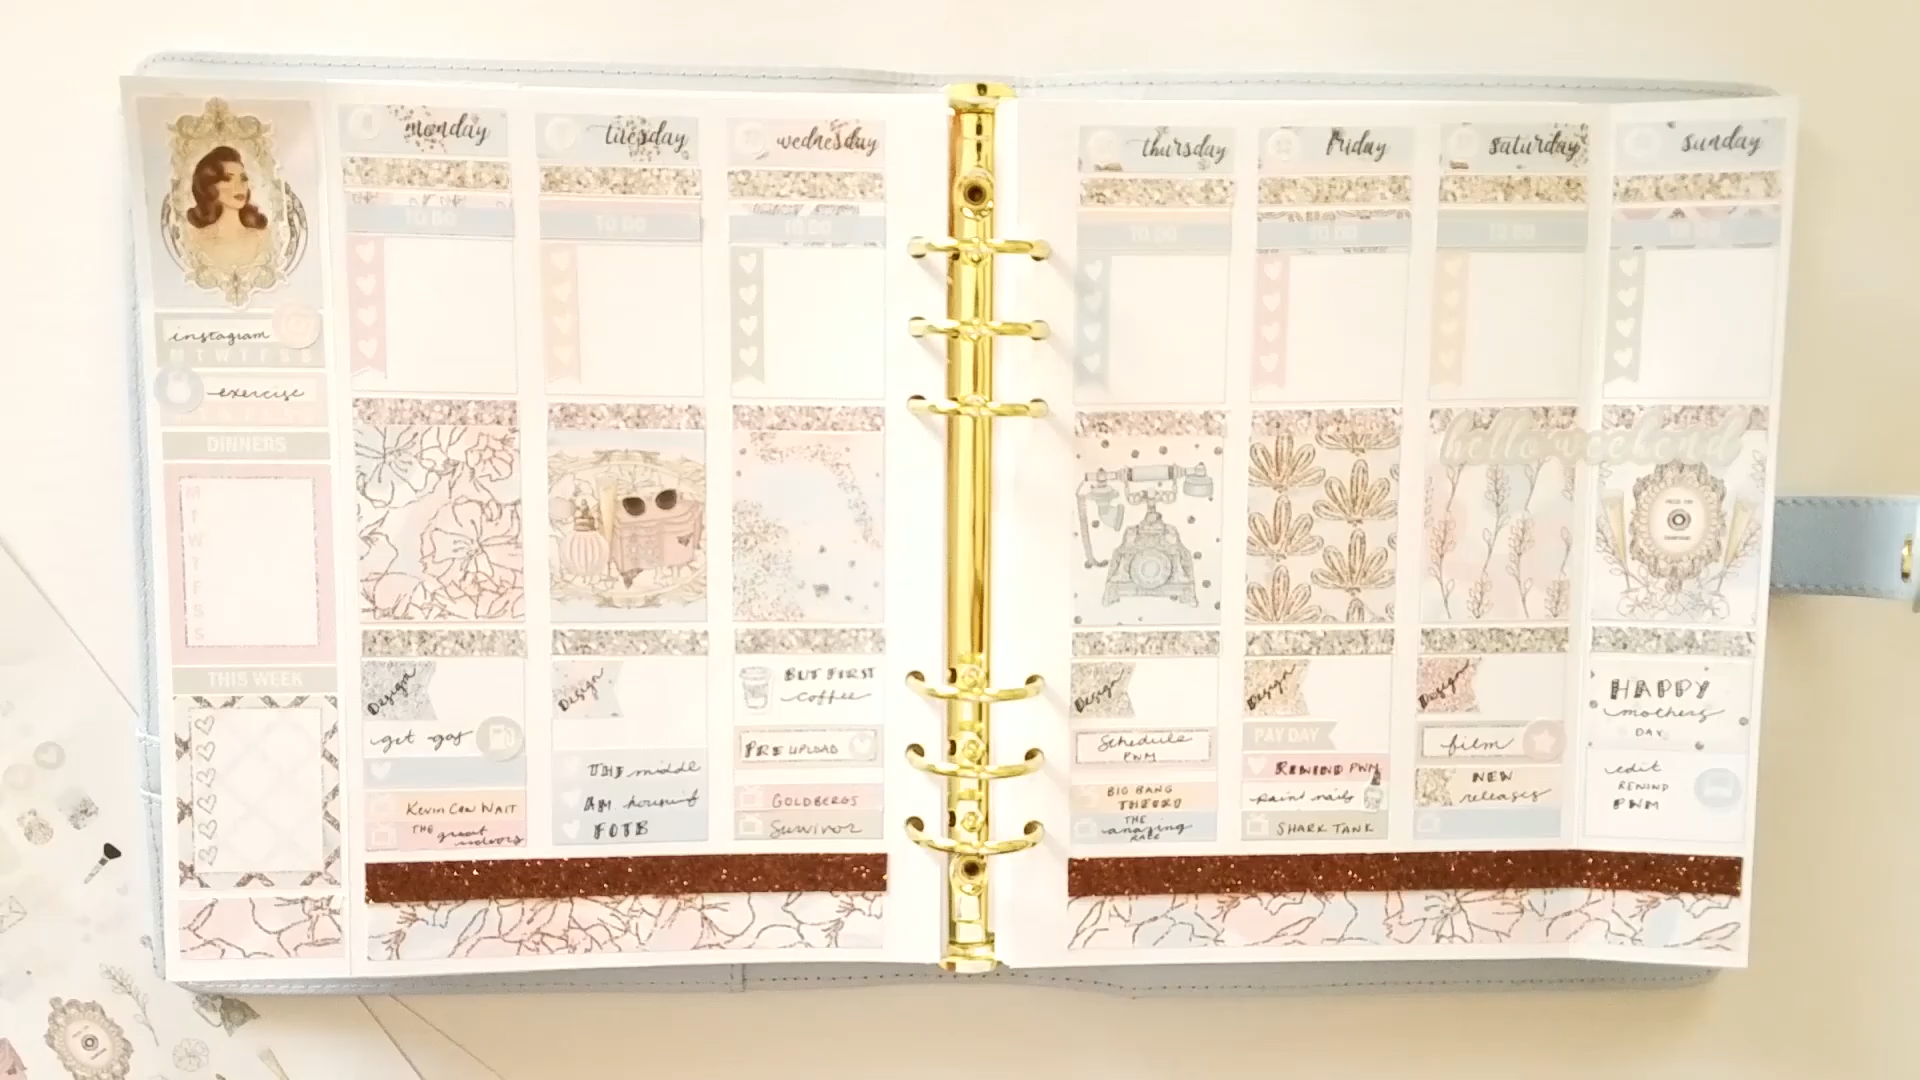 monday
tuesday
wednesday
thursday
friday
saturday
sunday
TO DO
TO DO
TO DO
TO DO
TO DO
TO DO
TO DO
instagram
M T W T F S S
exercise
DINNERS
M
T
W
T
F
S
S
THIS WEEK
Design
get gas
KEVIN CAN WAIT
THE great
indoors
Design
THE middle
AM. housewife
FOTB
BUT FIRST
coffee
PRE UPLOAD
GOLDBERGS
Survivor
Design
Schedule
PWM
BIG BANG
THEORY
THE
amazing
RACE
Design
PAY DAY
REWIND PWM
paint nails
SHARK TANK
hello weekend
Design
film
NEW
releases
PRESS FOR
CHAMPAGNE
HAPPY
mothers
DAY
edit
REWIND
PWM